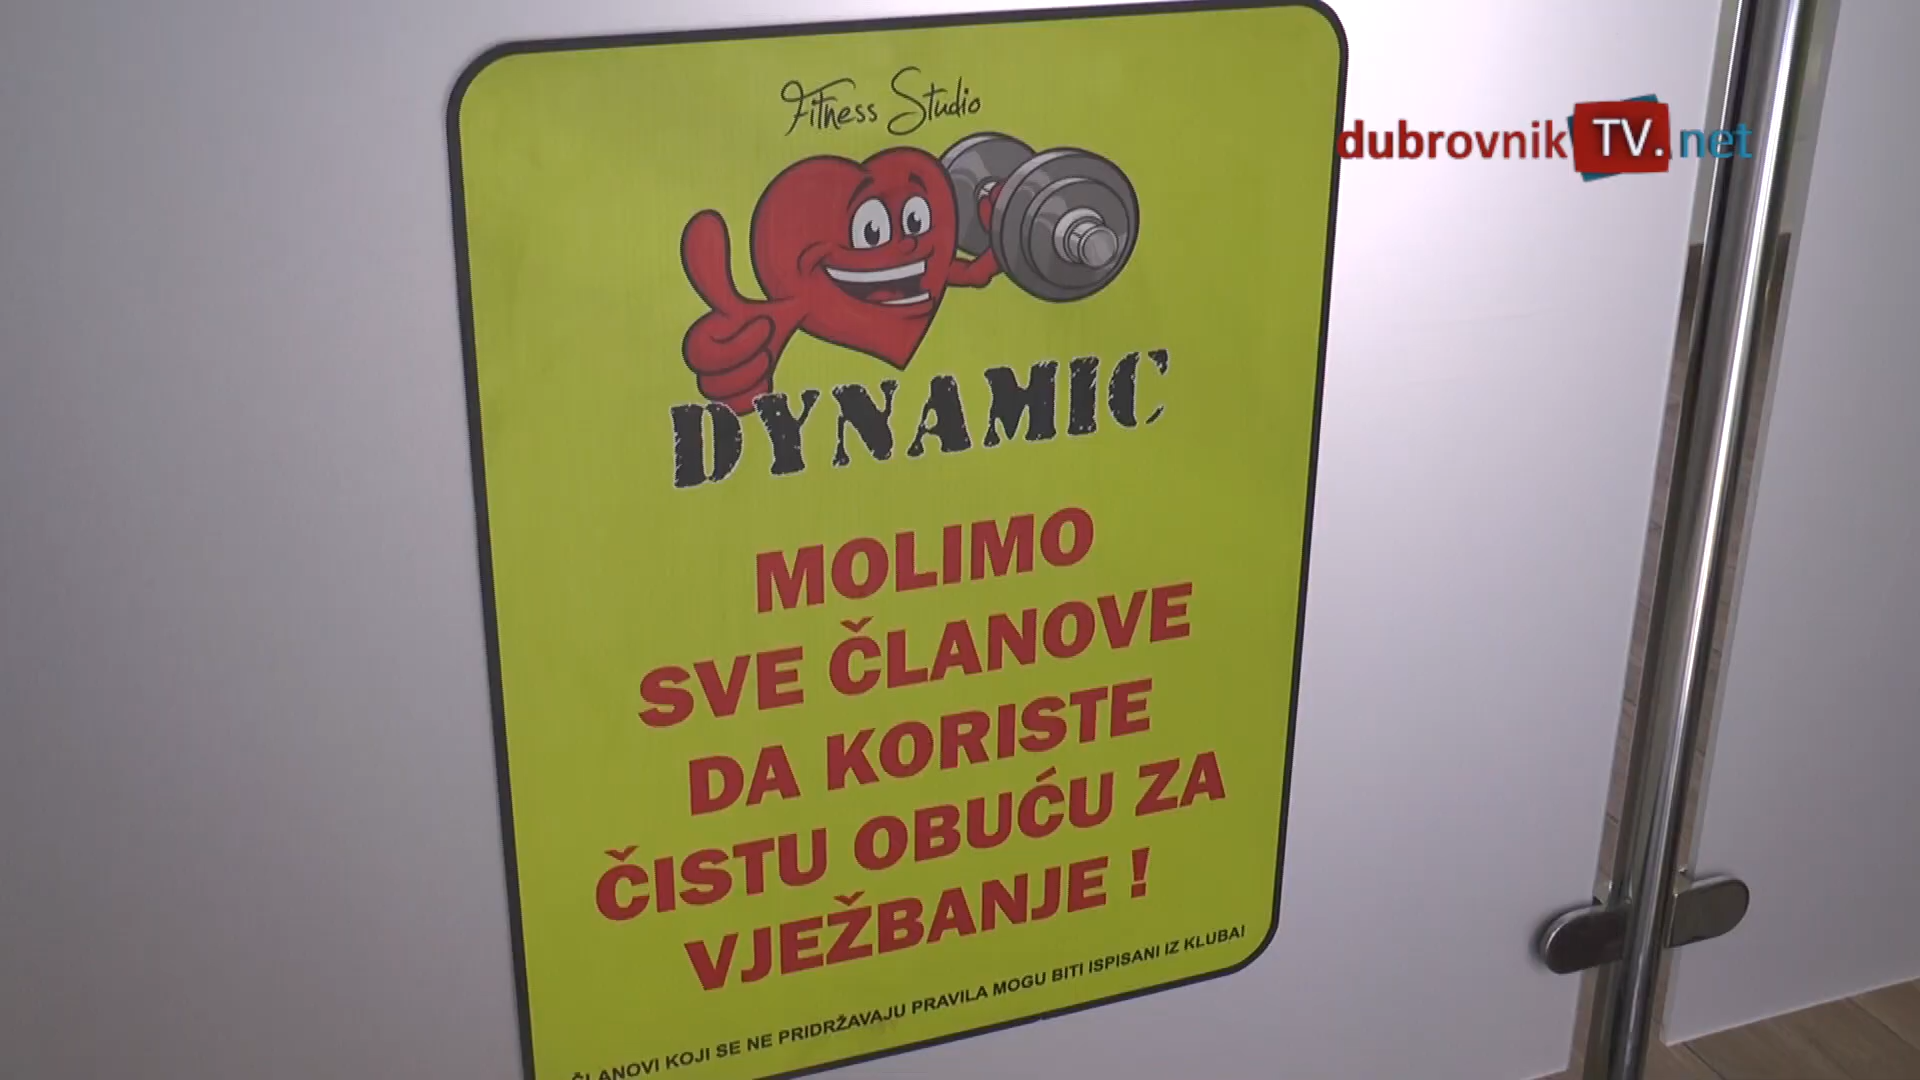 Fitness Studio
dubrovnik TV. net
DYNAMIC
MOLIMO
SVE ČLANOVE
DA KORISTE
ČISTU OBUĆU ZA
VJEŽBANJE !
ČLANOVI KOJI SE NE PRIDRŽAVAJU PRAVILA MOGU BITI ISPISANI IZ KLUBA!